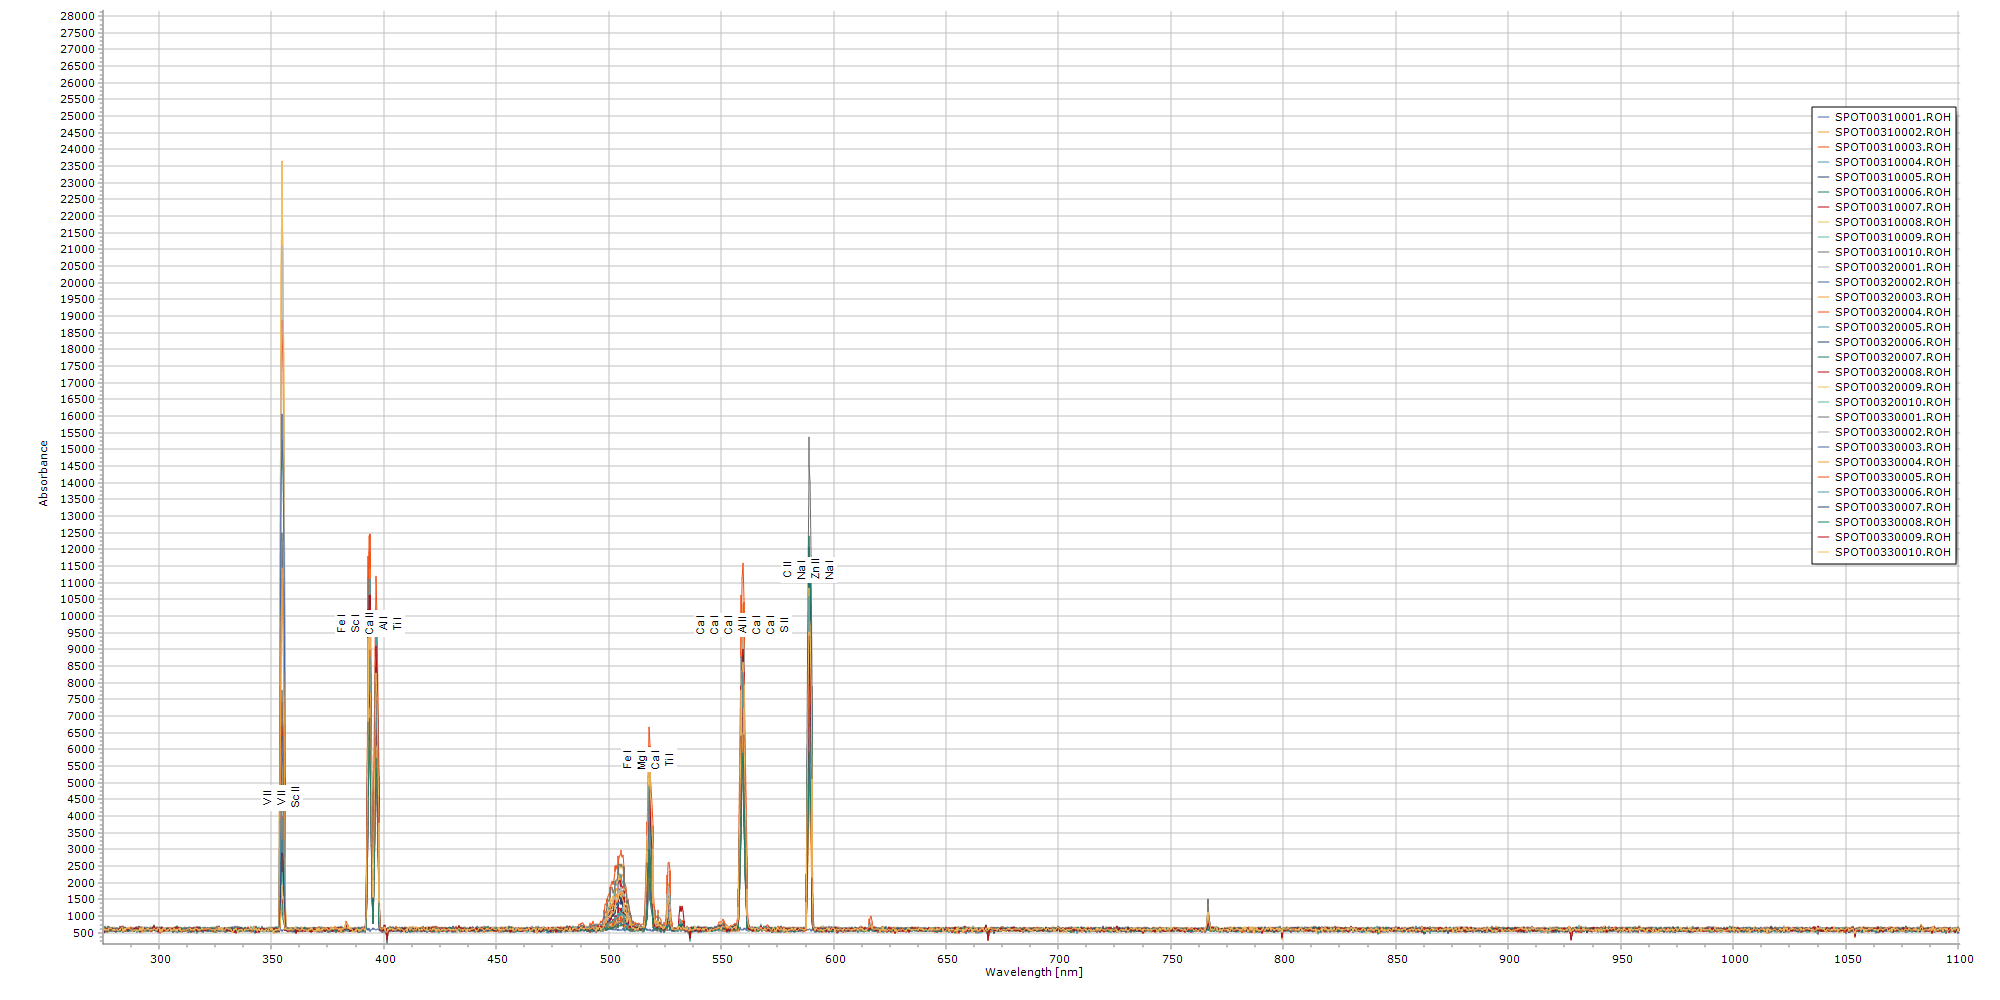 28000
27500
27000
26500
26000
25500
25000
24500
24000
23500
23000
22500
22000
21500
21000
20500
20000
19500
19000
18500
18000
17500
17000
16500
16000
15500
15000
14500
14000
13500
13000
12500
12000
11500
11000
10500
10000
9500
9000
8500
8000
7500
7000
6500
6000
5500
5000
4500
4000
3500
3000
2500
2000
1500
1000
500
Absorbance
V II
V II
Sc II
Fe I
Sc I
Ca II
Al I
Ti I
Fe I
Mg I
Ca I
Ti I
Ca I
Ca I
Ca I
Al II
Ca I
Ca I
S II
C II
Na I
Zn II
Na I
SPOT00310001.ROH
SPOT00310002.ROH
SPOT00310003.ROH
SPOT00310004.ROH
SPOT00310005.ROH
SPOT00310006.ROH
SPOT00310007.ROH
SPOT00310008.ROH
SPOT00310009.ROH
SPOT00310010.ROH
SPOT00320001.ROH
SPOT00320002.ROH
SPOT00320003.ROH
SPOT00320004.ROH
SPOT00320005.ROH
SPOT00320006.ROH
SPOT00320007.ROH
SPOT00320008.ROH
SPOT00320009.ROH
SPOT00320010.ROH
SPOT00330001.ROH
SPOT00330002.ROH
SPOT00330003.ROH
SPOT00330004.ROH
SPOT00330005.ROH
SPOT00330006.ROH
SPOT00330007.ROH
SPOT00330008.ROH
SPOT00330009.ROH
SPOT00330010.ROH
300 350 400 450 500 550 600 650 700 750 800 850 900 950 1000 1050 1100
Wavelength [nm]